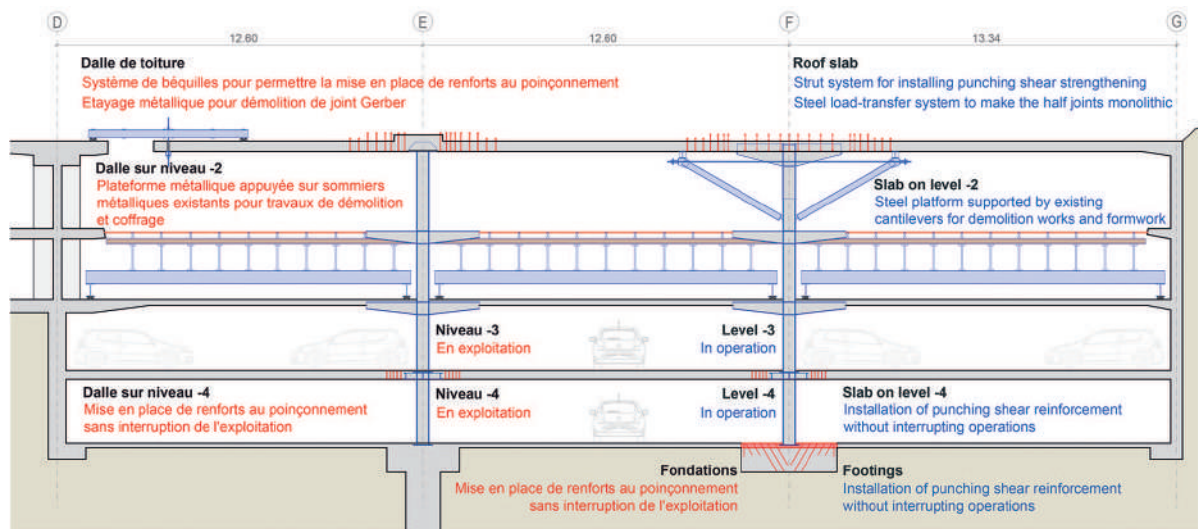 D E F G
12.60 12.60 13.34
Dalle de toiture
Système de béquilles pour permettre la mise en place de renforts au poinçonnement
Etayage métallique pour démolition de joint Gerber
Roof slab
Strut system for installing punching shear strengthening
Steel load-transfer system to make the half joints monolithic
Dalle sur niveau -2
Plateforme métallique appuyée sur sommiers
métalliques existants pour travaux de démolition
et coffrage
Slab on level -2
Steel platform supported by existing
cantilevers for demolition works and formwork
Niveau -3
En exploitation
Level -3
In operation
Dalle sur niveau -4
Mise en place de renforts au poinçonnement
sans interruption de l'exploitation
Niveau -4
En exploitation
Level -4
In operation
Slab on level -4
Installation of punching shear reinforcement
without interrupting operations
Fondations
Mise en place de renforts au poinçonnement
sans interruption de l'exploitation
Footings
Installation of punching shear reinforcement
without interrupting operations